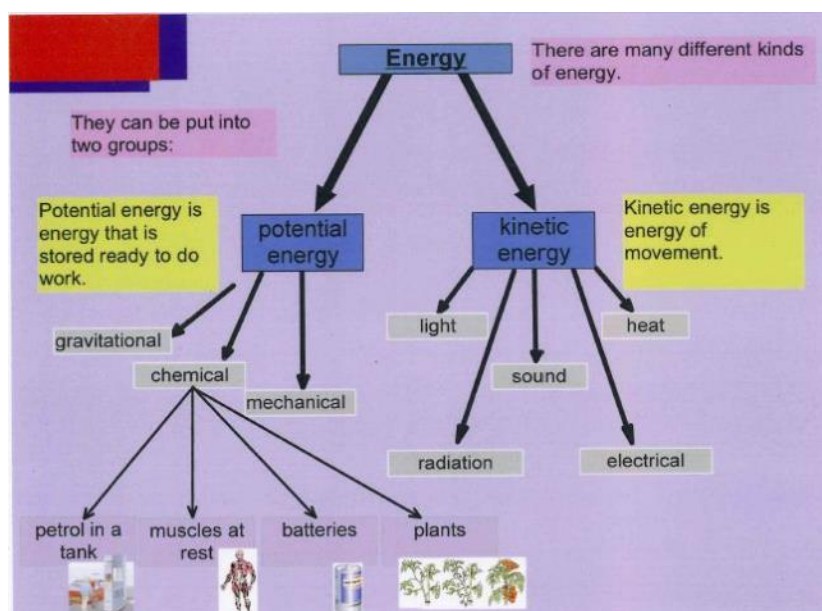 Energy
There are many different kinds
of energy.
They can be put into
two groups:
Potential energy is
energy that is
stored ready to do
work.
potential
energy
kinetic
energy
Kinetic energy is
energy of
movement.
gravitational
chemical
mechanical
light
sound
heat
radiation
electrical
petrol in a
tank
muscles at
rest
batteries
plants